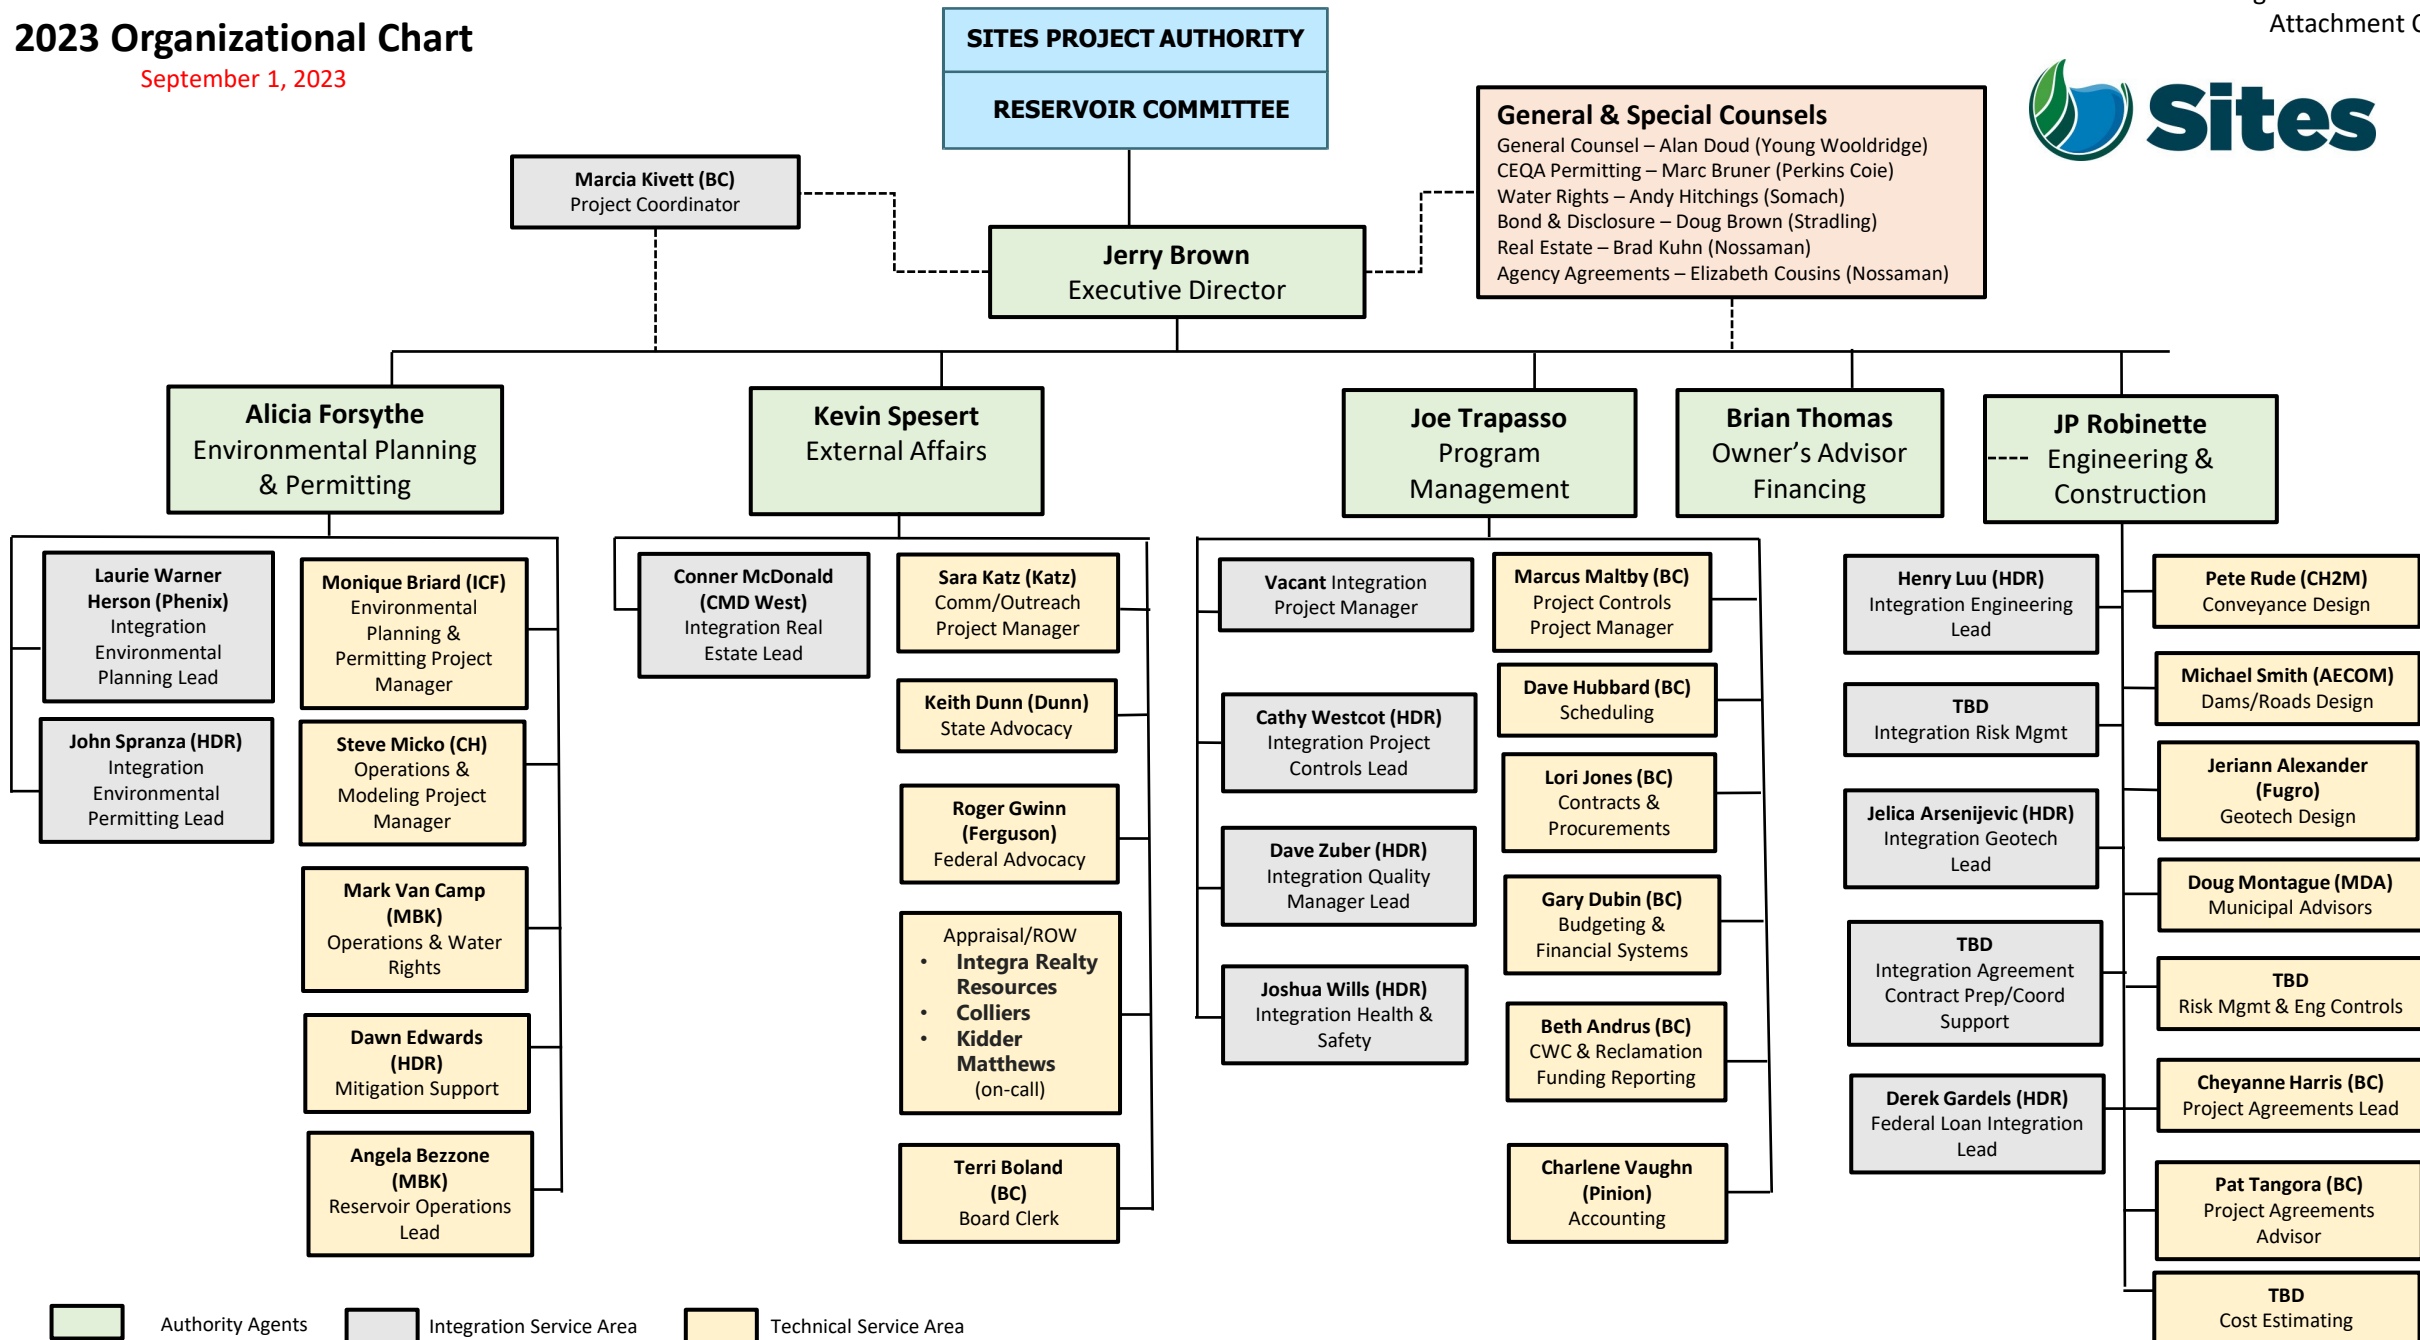 2023 Organizational Chart
September 1, 2023
Attachment
SITES PROJECT AUTHORITY
RESERVOIR COMMITTEE
Sites
General & Special Counsels
General Counsel – Alan Doud (Young Wooldridge)
CEQA Permitting – Marc Bruner (Perkins Coie)
Water Rights – Andy Hitchings (Somach)
Bond & Disclosure – Doug Brown (Stradling)
Real Estate – Brad Kuhn (Nossaman)
Agency Agreements – Elizabeth Cousins (Nossaman)
Marcia Kivett (BC)
Project Coordinator
Jerry Brown
Executive Director
Alicia Forsythe
Environmental Planning
& Permitting
Kevin Spesert
External Affairs
Joe Trapasso
Program
Management
Brian Thomas
Owner’s Advisor
Financing
JP Robinette
Engineering &
Construction
Laurie Warner
Herson (Phenix)
Integration
Environmental
Planning Lead
John Spranza (HDR)
Integration
Environmental
Permitting Lead
Monique Briard (ICF)
Environmental
Planning &
Permitting Project
Manager
Steve Micko (CH)
Operations &
Modeling Project
Manager
Mark Van Camp
(MBK)
Operations & Water
Rights
Dawn Edwards
(HDR)
Mitigation Support
Angela Bezzone
(MBK)
Reservoir Operations
Lead
Conner McDonald
(CMD West)
Integration Real
Estate Lead
Sara Katz (Katz)
Comm/Outreach
Project Manager
Keith Dunn (Dunn)
State Advocacy
Roger Gwinn
(Ferguson)
Federal Advocacy
Appraisal/ROW
• Integra Realty
Resources
• Colliers
• Kidder
Matthews
(on-call)
Terri Boland
(BC)
Board Clerk
Vacant Integration
Project Manager
Cathy Westcot (HDR)
Integration Project
Controls Lead
Dave Zuber (HDR)
Integration Quality
Manager Lead
Joshua Wills (HDR)
Integration Health &
Safety
Marcus Maltby (BC)
Project Controls
Project Manager
Dave Hubbard (BC)
Scheduling
Lori Jones (BC)
Contracts &
Procurements
Gary Dubin (BC)
Budgeting &
Financial Systems
Beth Andrus (BC)
CWC & Reclamation
Funding Reporting
Charlene Vaughn
(Pinion)
Accounting
Henry Luu (HDR)
Integration Engineering
Lead
TBD
Integration Risk Mgmt
Jelica Arsenijevic (HDR)
Integration Geotech
Lead
TBD
Integration Agreement
Contract Prep/Coord
Support
Derek Gardels (HDR)
Federal Loan Integration
Lead
Pete Rude (CH2M)
Conveyance Design
Michael Smith (AECOM)
Dams/Roads Design
Jeriann Alexander
(Fugro)
Geotech Design
Doug Montague (MDA)
Municipal Advisors
TBD
Risk Mgmt & Eng Controls
Cheyanne Harris (BC)
Project Agreements Lead
Pat Tangora (BC)
Project Agreements
Advisor
TBD
Cost Estimating
Authority Agents
Integration Service Area
Technical Service Area